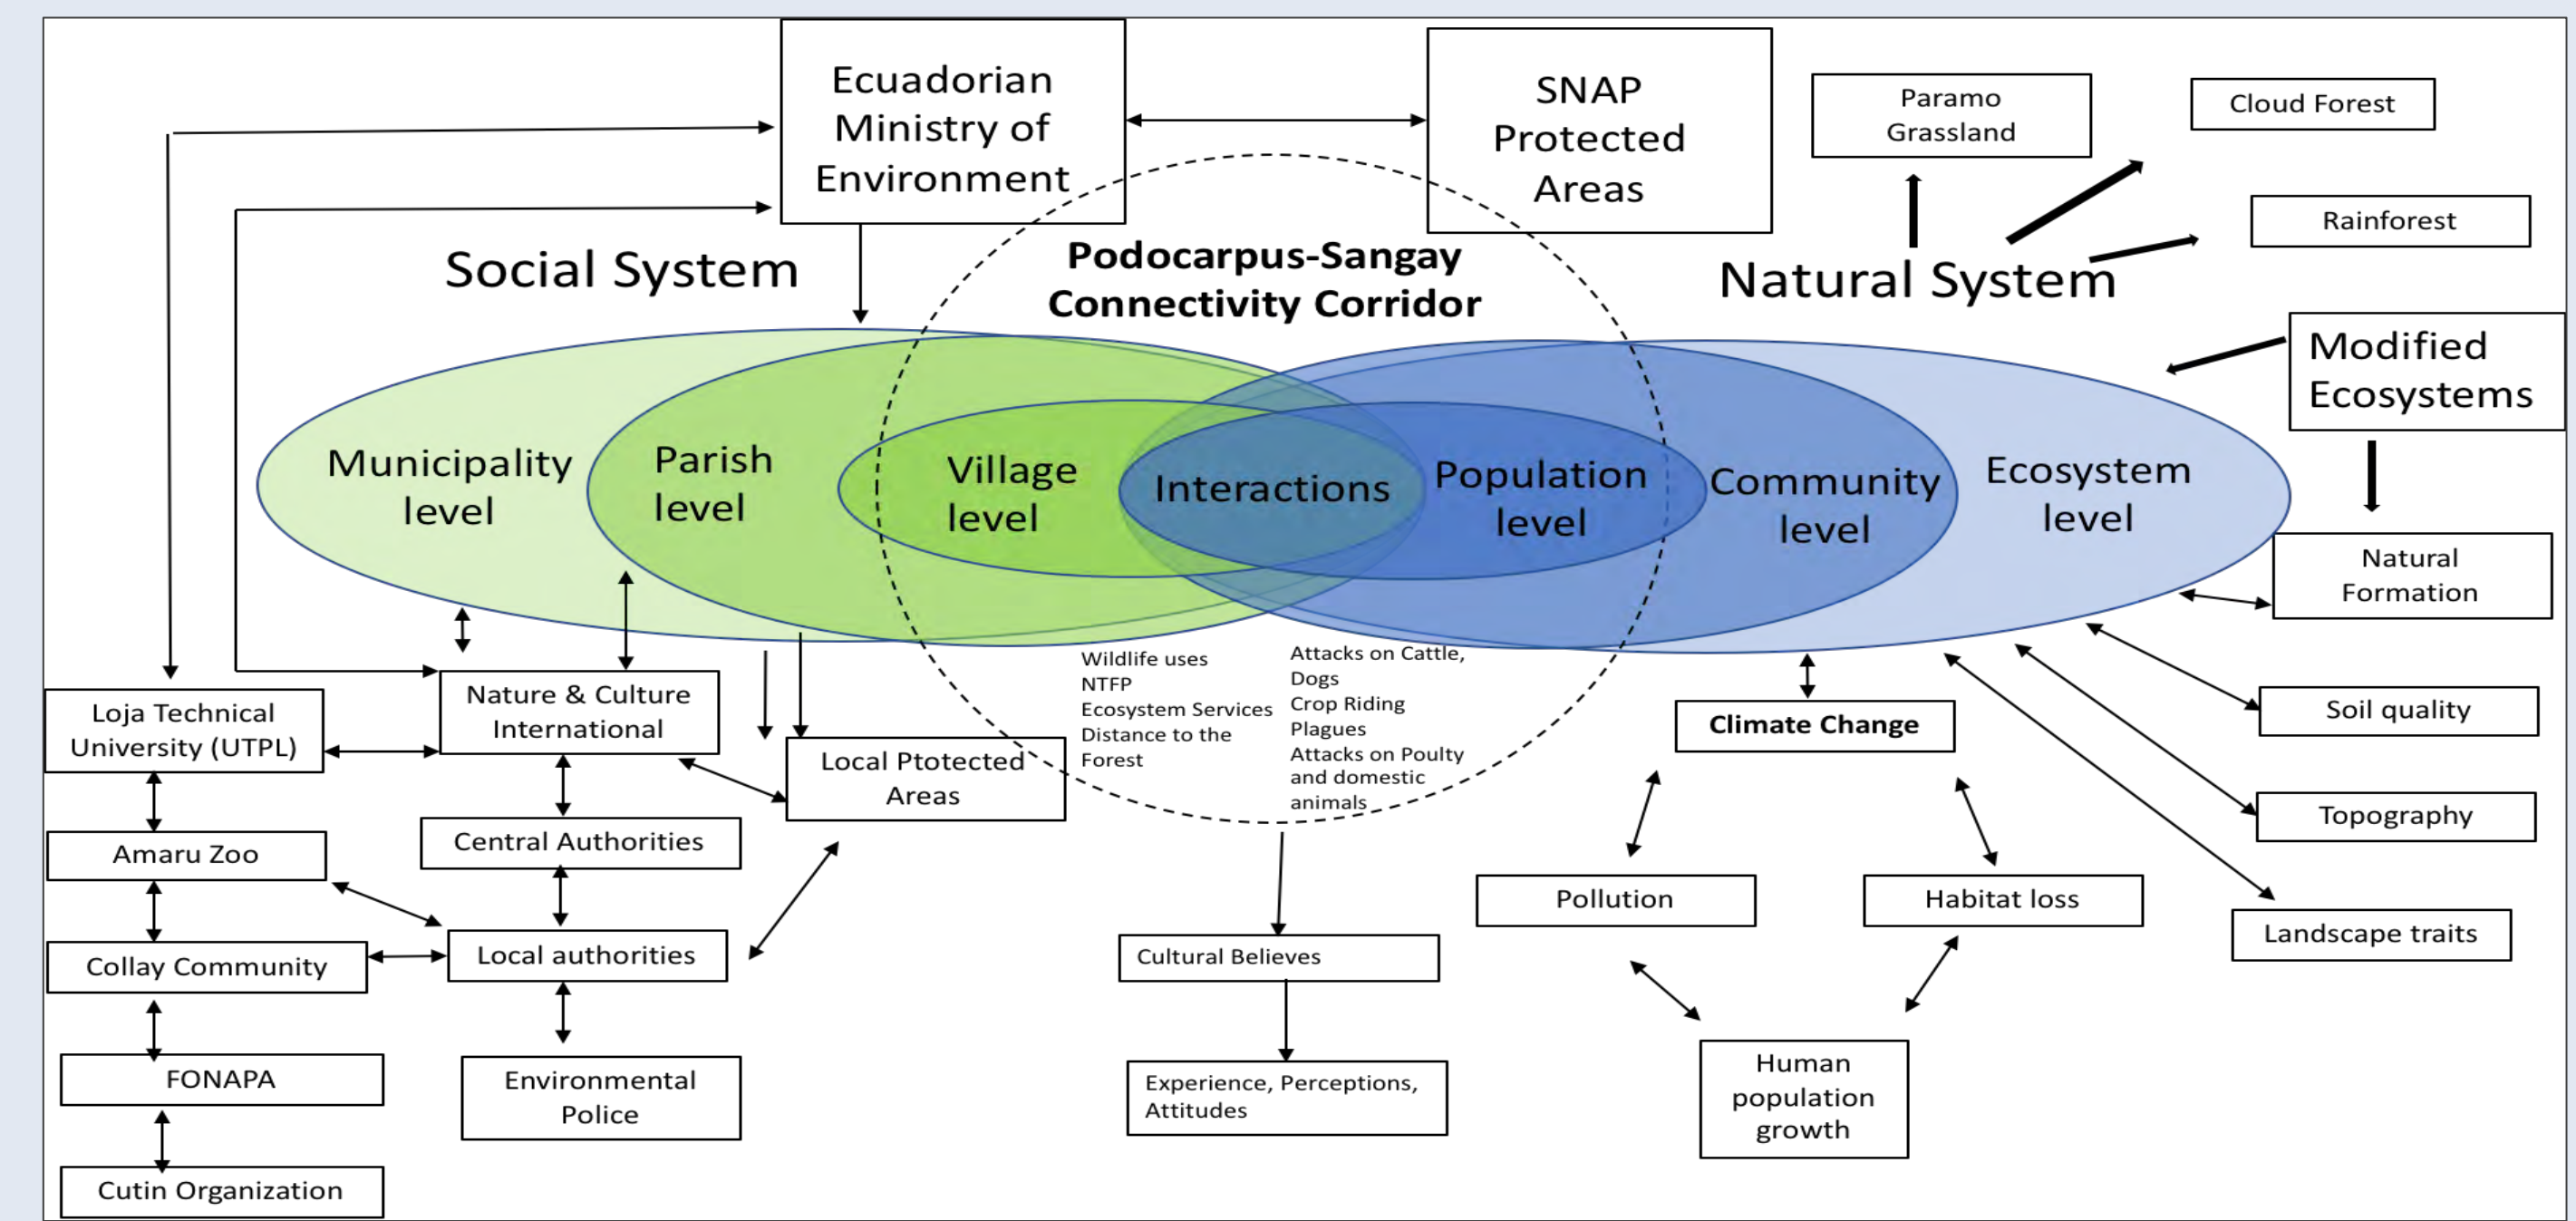 Ecuadorian
Ministry of
Environment
SNAP
Protected
Areas
Paramo
Grassland
Cloud Forest
Rainforest
Social System
Podocarpus-Sangay
Connectivity Corridor
Natural System
Modified
Ecosystems
Municipality
level
Parish
level
Village
level
Interactions
Population
level
Community
level
Ecosystem
level
Natural
Formation
Wildlife uses
NTFP
Ecosystem Services
Distance to the
Forest
Attacks on Cattle,
Dogs
Crop Riding
Plagues
Attacks on Poulty
and domestic
animals
Loja Technical
University (UTPL)
Nature & Culture
International
Local Ptotected
Areas
Climate Change
Soil quality
Topography
Amaru Zoo
Central Authorities
Pollution
Habitat loss
Landscape traits
Collay Community
Local authorities
Cultural Believes
FONAPA
Environmental
Police
Experience, Perceptions,
Attitudes
Human
population
growth
Cutin Organization